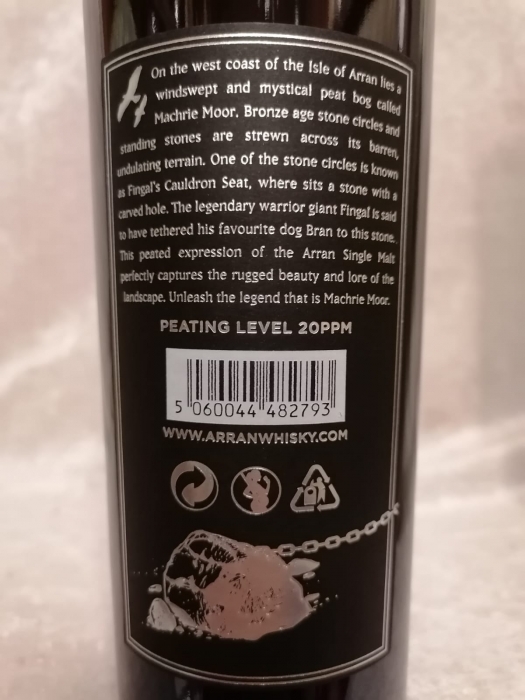 On the west coast of the Isle of Arran lies a
windswept and mystical peat bog called
Machrie Moor. Bronze age stone circles and
standing stones are strewn across its barren,
undulating terrain. One of the stone circles is known
as Fingal's Cauldron Seat, where sits a stone with a
carved hole. The legendary warrior giant Fingal is said
to have tethered his favourite dog Bran to this stone.
This peated expression of the Arran Single Malt
perfectly captures the rugged beauty and lore of the
landscape. Unleash the legend that is Machrie Moor.
PEATING LEVEL 20PPM
5 060044 482793
WWW.ARRANWHISKY.COM